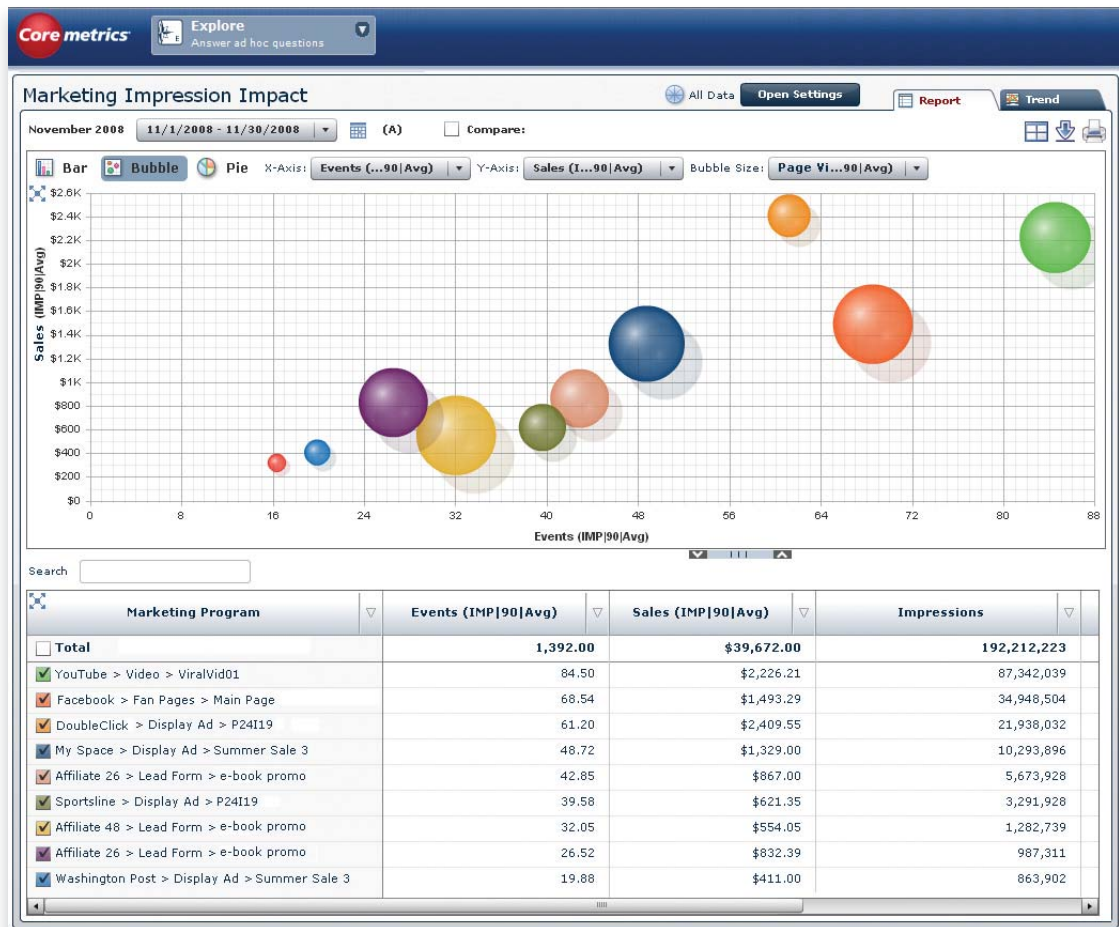 Core metrics
Explore
Answer ad hoc questions
E
Marketing Impression Impact
All Data
Open Settings
Report
Trend
November 2008
11/1/2008 - 11/30/2008
(A)
Compare:
Bar
Bubble
Pie
X-Axis:
Events (...90|Avg)
Y-Axis:
Sales (I...90|Avg)
Bubble Size:
Page Vi...90|Avg)
$2.6K
$2.4K
$2.2K
$2K
$1.8K
$1.6K
$1.4K
$1.2K
$1K
$800
$600
$400
$200
$0
Sales (IMP|90|Avg)
0 8 16 24 32 40 48 56 64 72 80 88
Events (IMP|90|Avg)
Search
Marketing Program Events (IMP|90|Avg) Sales (IMP|90|Avg) Impressions
Total 1,392.00 $39,672.00 192,212,223
YouTube > Video > ViralVid01 84.50 $2,226.21 87,342,039
Facebook > Fan Pages > Main Page 68.54 $1,493.29 34,948,504
DoubleClick > Display Ad > P24I19 61.20 $2,409.55 21,938,032
My Space > Display Ad > Summer Sale 3 48.72 $1,329.00 10,293,896
Affiliate 26 > Lead Form > e-book promo 42.85 $867.00 5,673,928
Sportsline > Display Ad > P24I19 39.58 $621.35 3,291,928
Affiliate 48 > Lead Form > e-book promo 32.05 $554.05 1,282,739
Affiliate 26 > Lead Form > e-book promo 26.52 $832.39 987,311
Washington Post > Display Ad > Summer Sale 3 19.88 $411.00 863,902